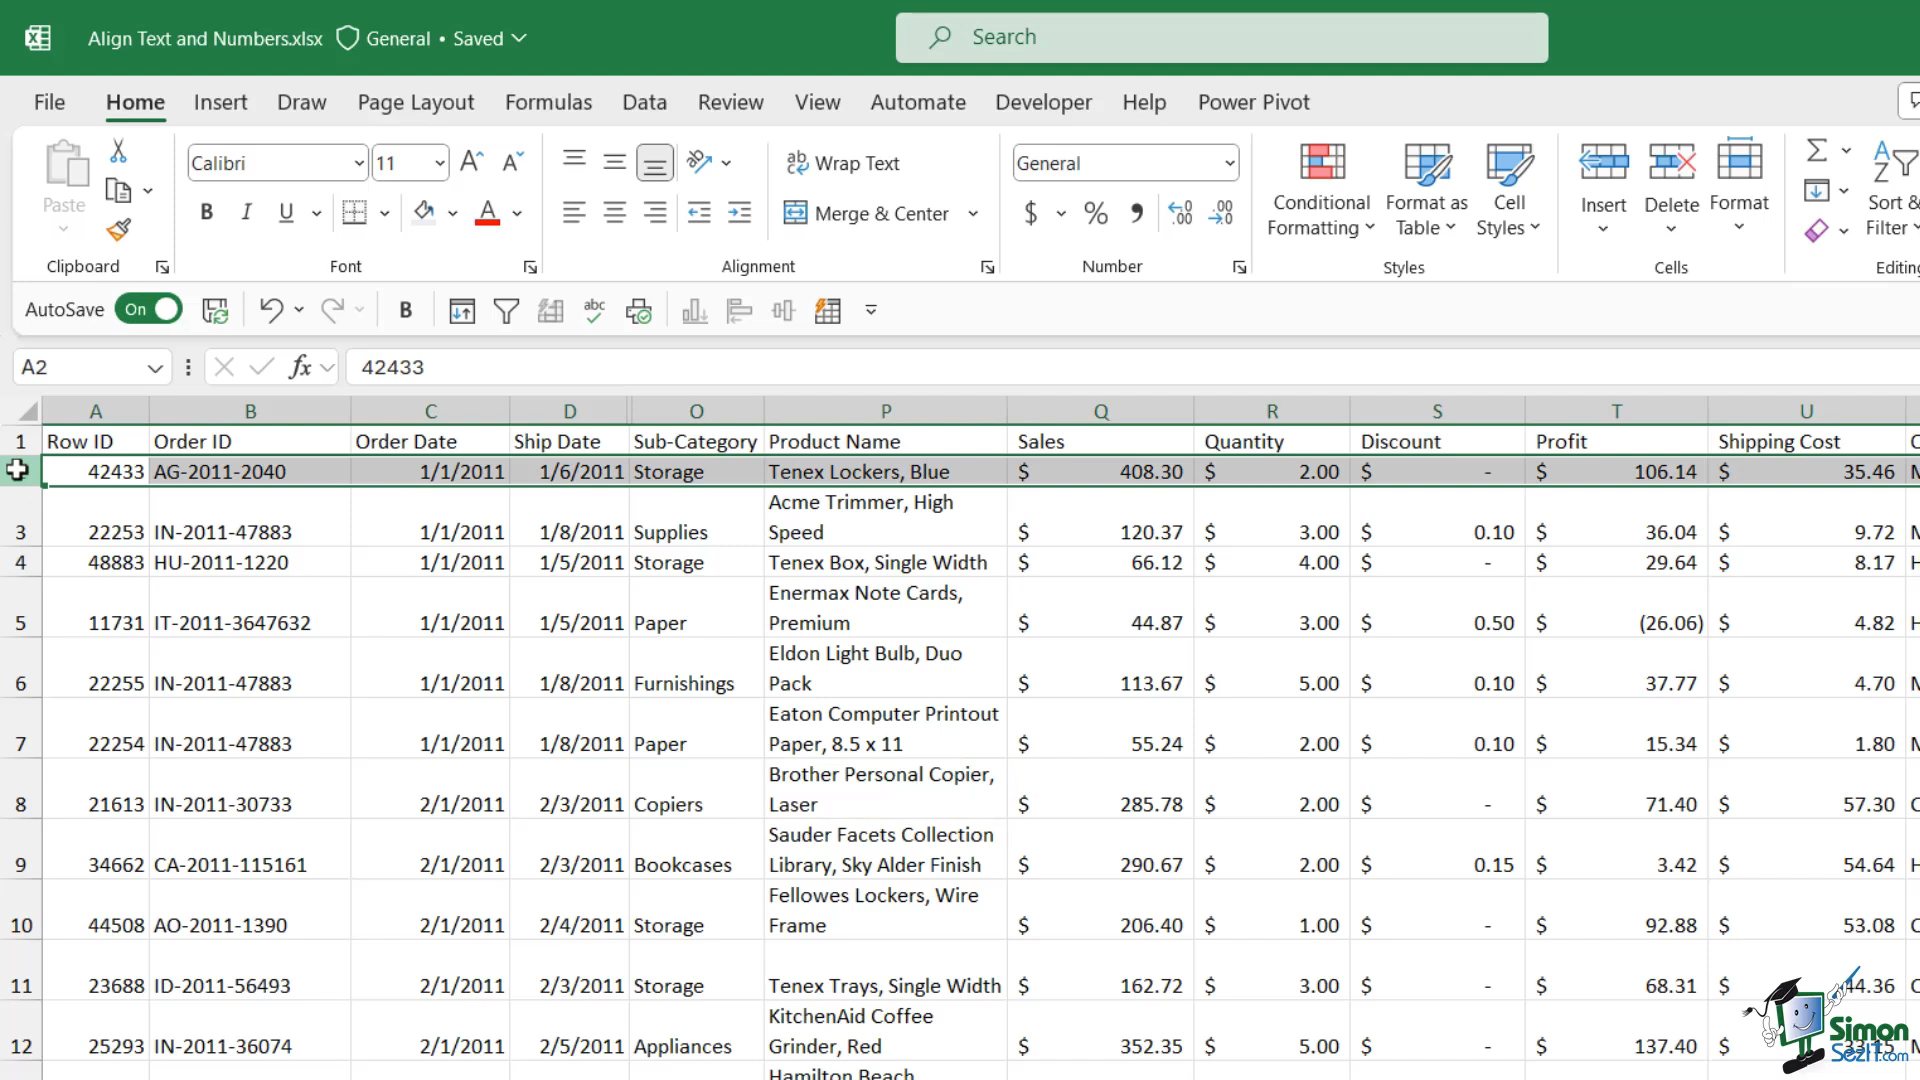 Align Text and Numbers.xlsx General • Saved
Search
File Home Insert Draw Page Layout Formulas Data Review View Automate Developer Help Power Pivot
Paste
Clipboard
Calibri 11
B I U
Font
Wrap Text
Merge & Center
Alignment
General
$ % , .00 .00
Number
Conditional Formatting
Format as Table
Cell Styles
Styles
Insert Delete Format
Cells
Sort & Filter
Editing
AutoSave On B abc
A2 fx 42433
A B C D O P Q R S T U
1 Row ID Order ID Order Date Ship Date Sub-Category Product Name Sales Quantity Discount Profit Shipping Cost
42433 AG-2011-2040 1/1/2011 1/6/2011 Storage Tenex Lockers, Blue $ 408.30 $ 2.00 $ - $ 106.14 $ 35.46
Acme Trimmer, High
3 22253 IN-2011-47883 1/1/2011 1/8/2011 Supplies Speed $ 120.37 $ 3.00 $ 0.10 $ 36.04 $ 9.72
4 48883 HU-2011-1220 1/1/2011 1/5/2011 Storage Tenex Box, Single Width $ 66.12 $ 4.00 $ - $ 29.64 $ 8.17
Enermax Note Cards,
5 11731 IT-2011-3647632 1/1/2011 1/5/2011 Paper Premium $ 44.87 $ 3.00 $ 0.50 $ (26.06) $ 4.82
Eldon Light Bulb, Duo
6 22255 IN-2011-47883 1/1/2011 1/8/2011 Furnishings Pack $ 113.67 $ 5.00 $ 0.10 $ 37.77 $ 4.70
Eaton Computer Printout
7 22254 IN-2011-47883 1/1/2011 1/8/2011 Paper Paper, 8.5 x 11 $ 55.24 $ 2.00 $ 0.10 $ 15.34 $ 1.80
Brother Personal Copier,
8 21613 IN-2011-30733 2/1/2011 2/3/2011 Copiers Laser $ 285.78 $ 2.00 $ - $ 71.40 $ 57.30
Sauder Facets Collection
9 34662 CA-2011-115161 2/1/2011 2/3/2011 Bookcases Library, Sky Alder Finish $ 290.67 $ 2.00 $ 0.15 $ 3.42 $ 54.64
Fellowes Lockers, Wire
10 44508 AO-2011-1390 2/1/2011 2/4/2011 Storage Frame $ 206.40 $ 1.00 $ - $ 92.88 $ 53.08
11 23688 ID-2011-56493 2/1/2011 2/3/2011 Storage Tenex Trays, Single Width $ 162.72 $ 3.00 $ - $ 68.31 $ 44.36
KitchenAid Coffee
12 25293 IN-2011-36074 2/1/2011 2/5/2011 Appliances Grinder, Red $ 352.35 $ 5.00 $ - $ 137.40 $
Hamilton Beach
Simon
SezIT.com